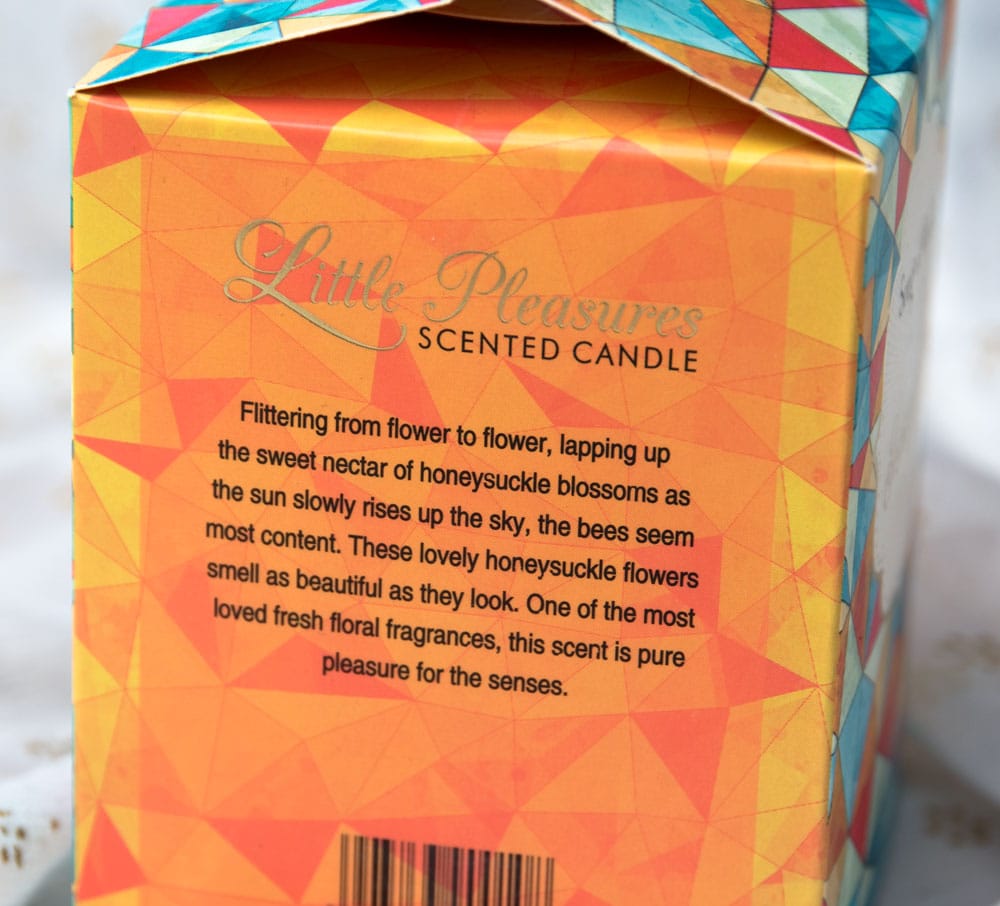 Little Pleasures
SCENTED CANDLE
Flittering from flower to flower, lapping up
the sweet nectar of honeysuckle blossoms as
the sun slowly rises up the sky, the bees seem
most content. These lovely honeysuckle flowers
smell as beautiful as they look. One of the most
loved fresh floral fragrances, this scent is pure
pleasure for the senses.